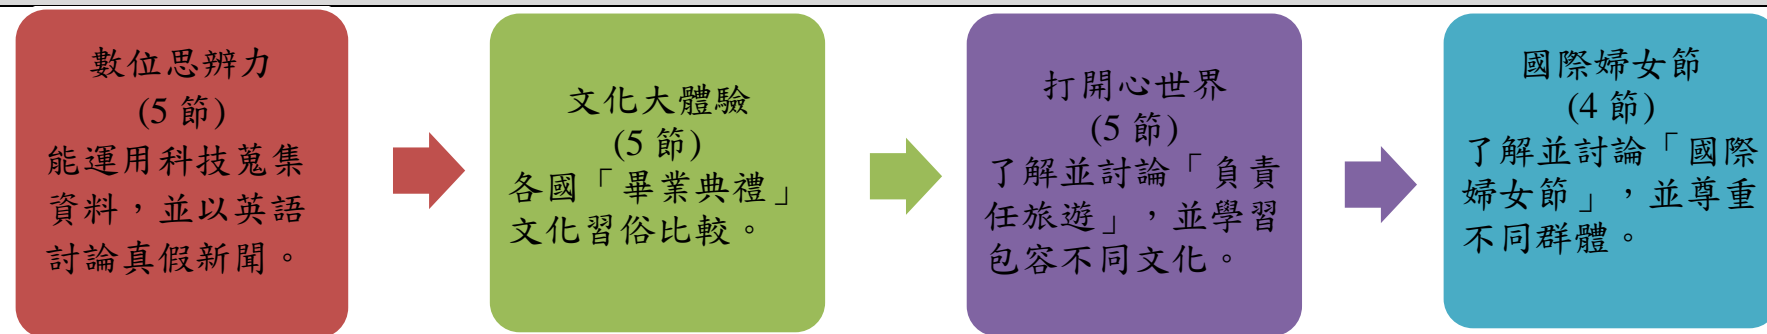 數位思辨力
(5 節)
能運用科技蒐集
資料，並以英語
討論真假新聞。
文化大體驗
(5 節)
各國「畢業典禮」
文化習俗比較。
打開心世界
(5 節)
了解並討論「負責
任旅遊」，並學習
包容不同文化。
國際婦女節
(4 節)
了解並討論「國際
婦女節」，並尊重
不同群體。